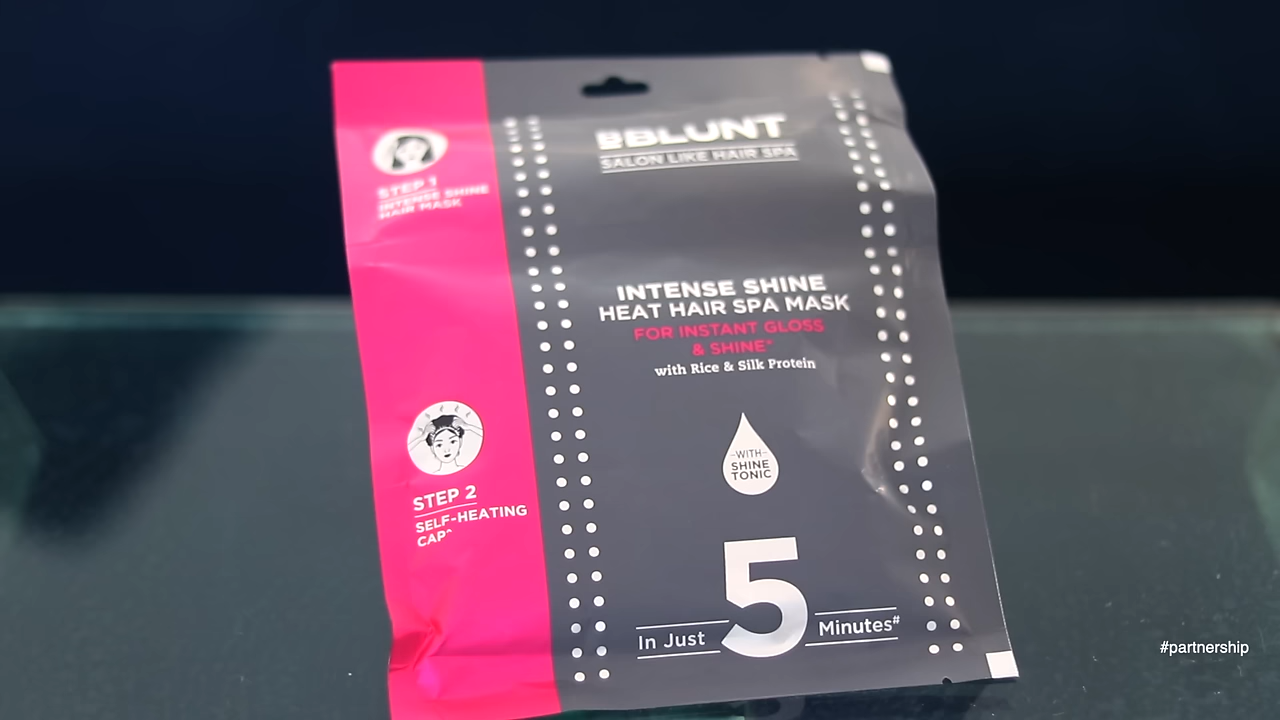 BBLUNT
SALON LIKE HAIR SPA
STEP 1
INTENSE SHINE
HAIR MASK
INTENSE SHINE
HEAT HAIR SPA MASK
FOR INSTANT GLOSS
& SHINE*
with Rice & Silk Protein
-WITH-
SHINE
TONIC
STEP 2
SELF-HEATING
CAP^
In Just 5 Minutes#
#partnership